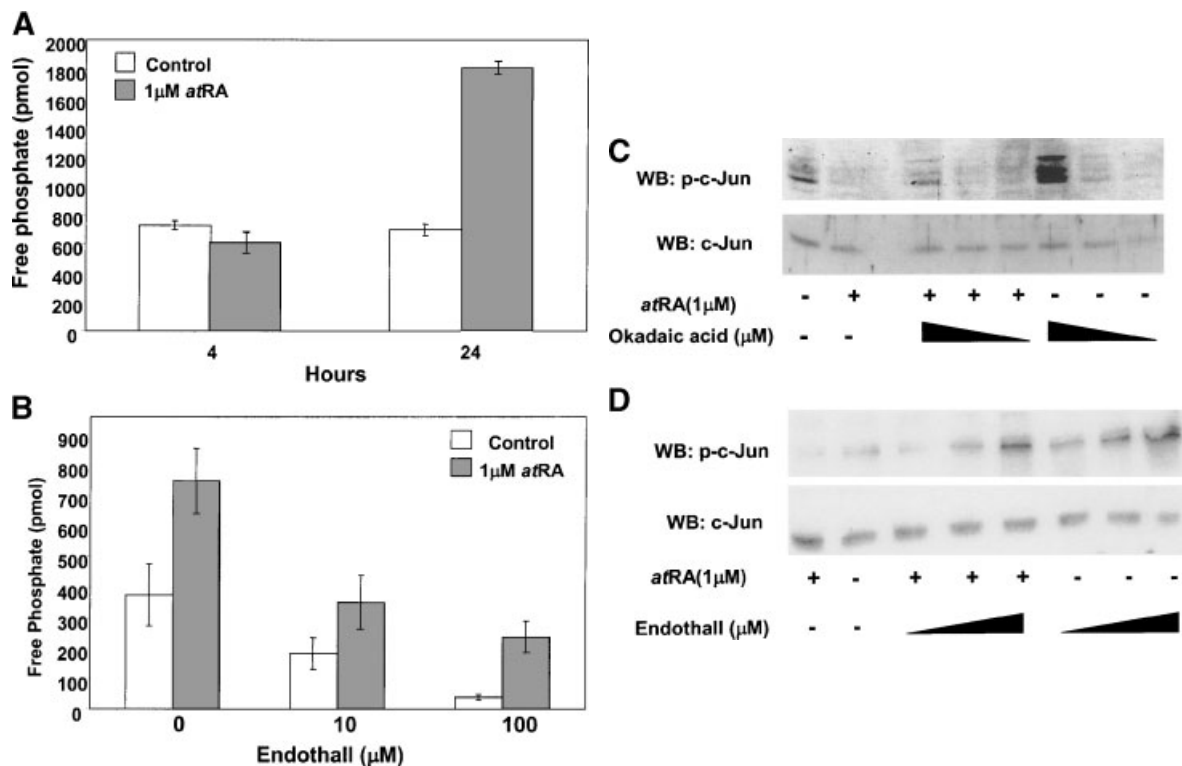 A
Free phosphate (pmol)
2000
1800
1600
1400
1200
1000
800
600
400
200
0
Control
1μM atRA
4
24
Hours
B
Free Phosphate (pmol)
900
800
700
600
500
400
300
200
100
0
Control
1μM atRA
0
10
100
Endothall (μM)
C
WB: p-c-Jun
WB: c-Jun
atRA(1μM) - + + + + - - -
Okadaic acid (μM) - -
D
WB: p-c-Jun
WB: c-Jun
atRA(1μM) + - + + + - - -
Endothall (μM) - -